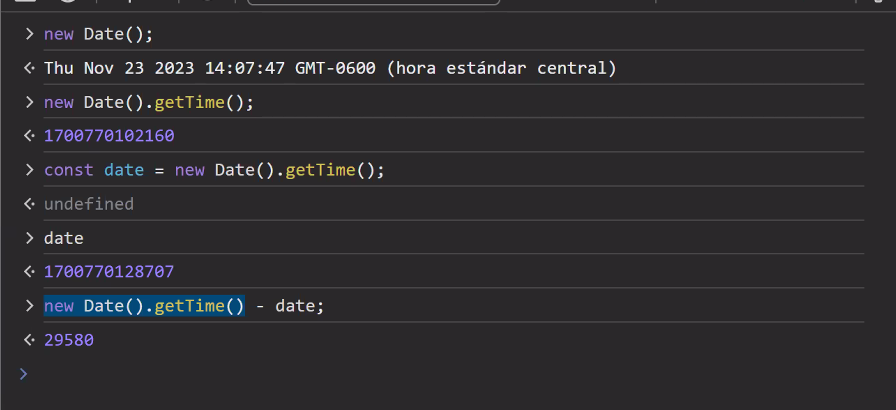 new Date();
Thu Nov 23 2023 14:07:47 GMT-0600 (hora estándar central)
new Date().getTime();
1700770102160
const date = new Date().getTime();
undefined
date
1700770128707
new Date().getTime() - date;
29580